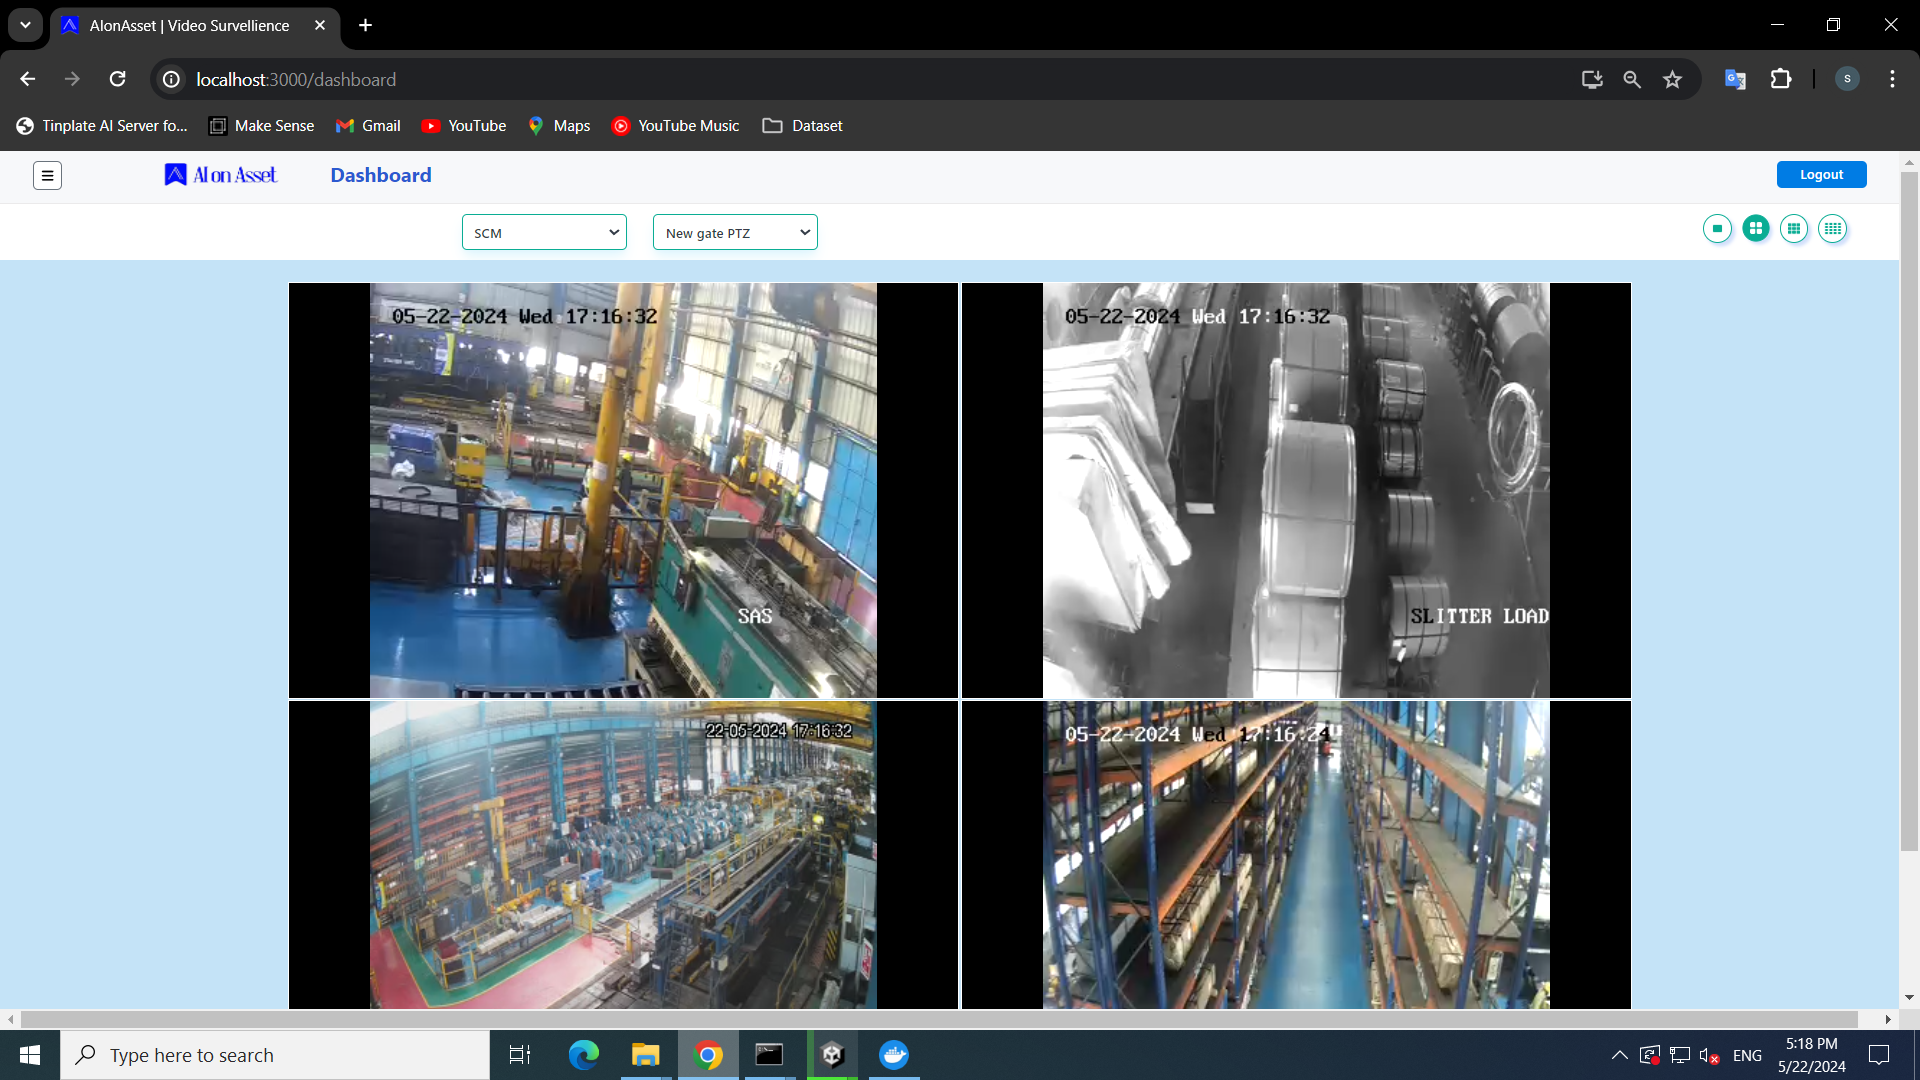 AIonAsset | Video Survellience
localhost:3000/dashboard
Tinplate AI Server fo...
Make Sense
Gmail
YouTube
Maps
YouTube Music
Dataset
S
AI on Asset
Dashboard
Logout
SCM
New gate PTZ
05-22-2024 Wed 17:16:32
SAS
05-22-2024 Wed 17:16:32
SLITTER LOAD
22-05-2024 17:16:32
05-22-2024 Wed 17:16:24
Type here to search
ENG
5:18 PM
5/22/2024